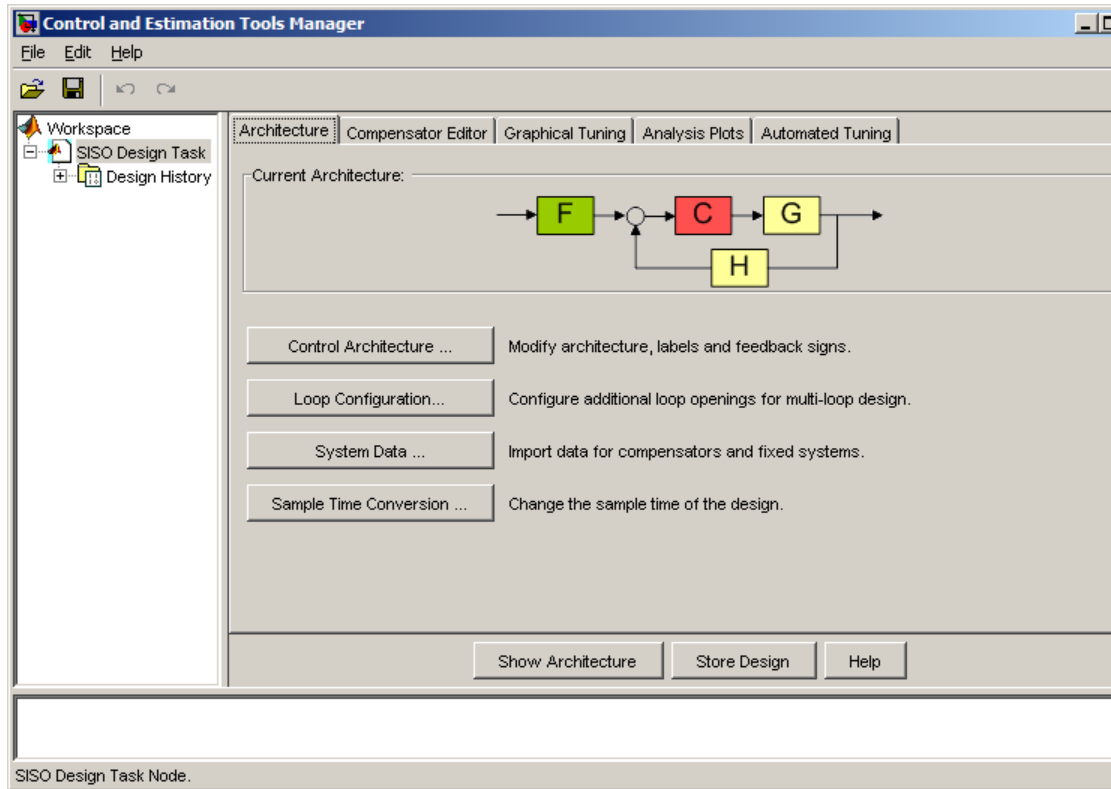 Control and Estimation Tools Manager
File Edit Help
Workspace
SISO Design Task
Design History
Architecture Compensator Editor Graphical Tuning Analysis Plots Automated Tuning
Current Architecture:
F C G
H
Control Architecture ... Modify architecture, labels and feedback signs.
Loop Configuration... Configure additional loop openings for multi-loop design.
System Data ... Import data for compensators and fixed systems.
Sample Time Conversion ... Change the sample time of the design.
Show Architecture Store Design Help
SISO Design Task Node.